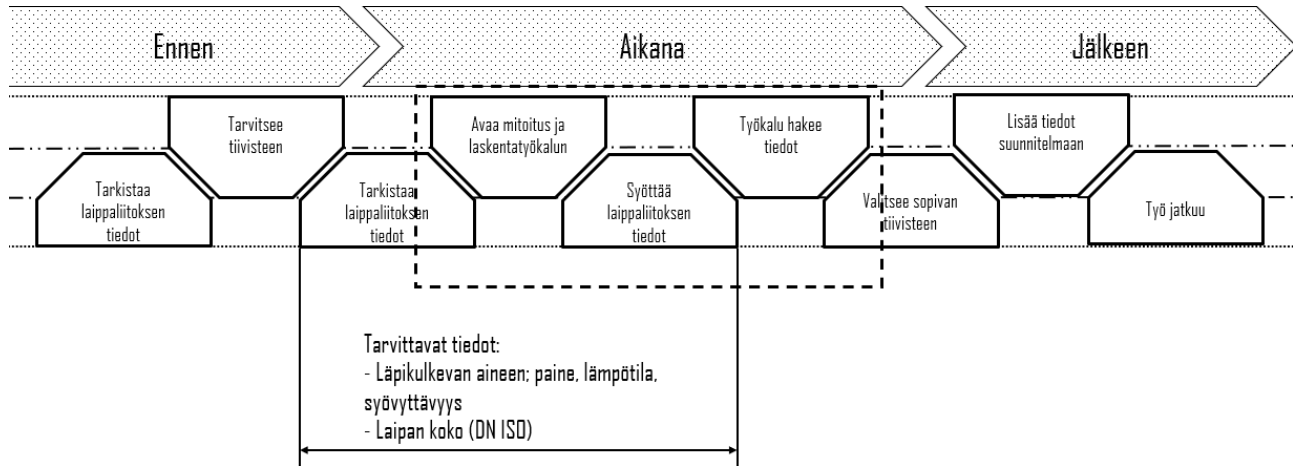 Ennen
Aikana
Jälkeen
Tarkistaa
laippaliitoksen
tiedot
Tarvitsee
tiivisteen
Tarkistaa
laippaliitoksen
tiedot
Avaa mitoitus ja
laskentatyökalun
Syöttää
laippaliitoksen
tiedot
Työkalu hakee
tiedot
Valitsee sopivan
tiivisteen
Lisää tiedot
suunnitelmaan
Työ jatkuu
Tarvittavat tiedot:
- Läpikulkevan aineen; paine, lämpötila,
syövyttävyys
- Laipan koko (DN ISO)